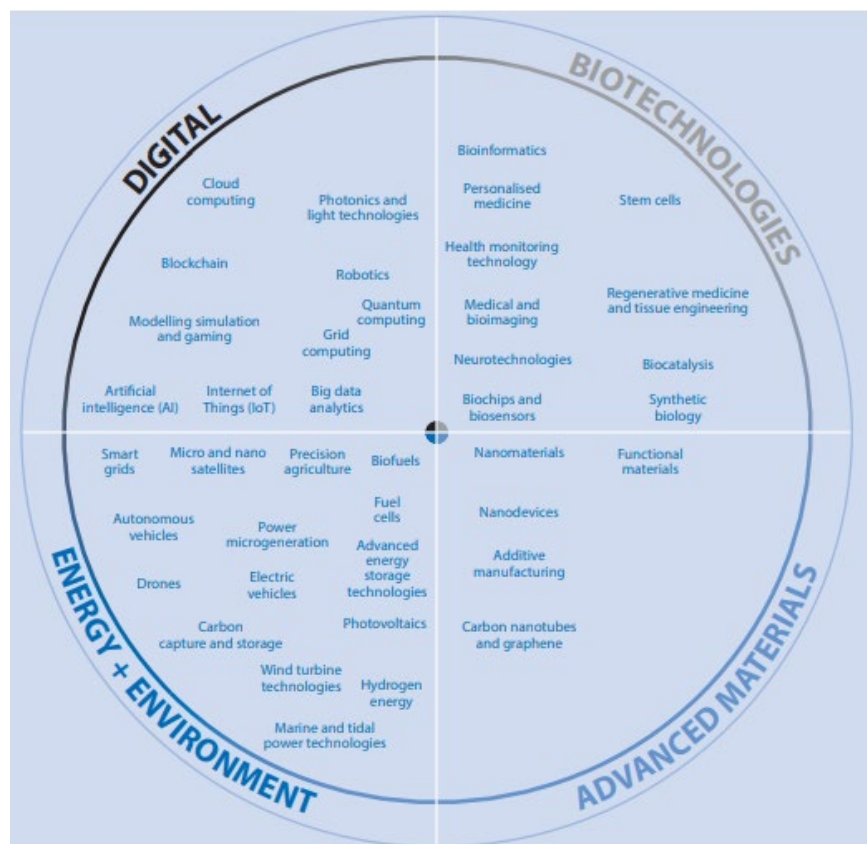 DIGITAL
Cloud
computing
Photonics and
light technologies
Blockchain
Robotics
Modelling simulation
and gaming
Quantum
computing
Grid
computing
Artificial
intelligence (AI)
Internet of
Things (IoT)
Big data
analytics
BIOTECHNOLOGIES
Bioinformatics
Personalised
medicine
Stem cells
Health monitoring
technology
Medical and
bioimaging
Regenerative medicine
and tissue engineering
Neurotechnologies
Biocatalysis
Biochips and
biosensors
Synthetic
biology
ENERGY + ENVIRONMENT
Smart
grids
Micro and nano
satellites
Precision
agriculture
Biofuels
Autonomous
vehicles
Power
microgeneration
Fuel
cells
Advanced
energy
storage
technologies
Drones
Electric
vehicles
Carbon
capture and storage
Photovoltaics
Wind turbine
technologies
Hydrogen
energy
Marine and tidal
power technologies
ADVANCED MATERIALS
Nanomaterials
Functional
materials
Nanodevices
Additive
manufacturing
Carbon nanotubes
and graphene